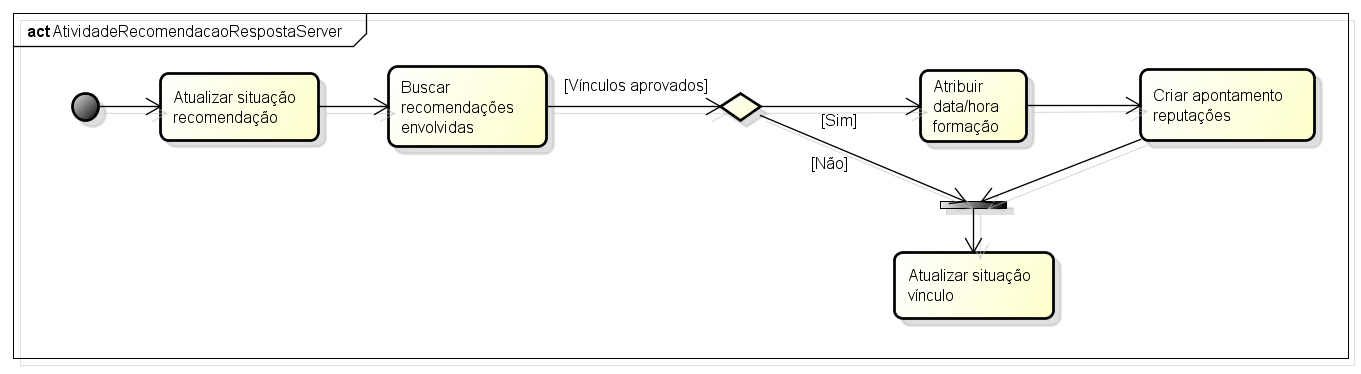 act AtividadeRecomendacaoRespostaServer
Atualizar situação
recomendação
Buscar
recomendações
envolvidas
[Vínculos aprovados]
[Sim]
[Não]
Atribuir
data/hora
formação
Criar apontamento
reputações
Atualizar situação
vínculo